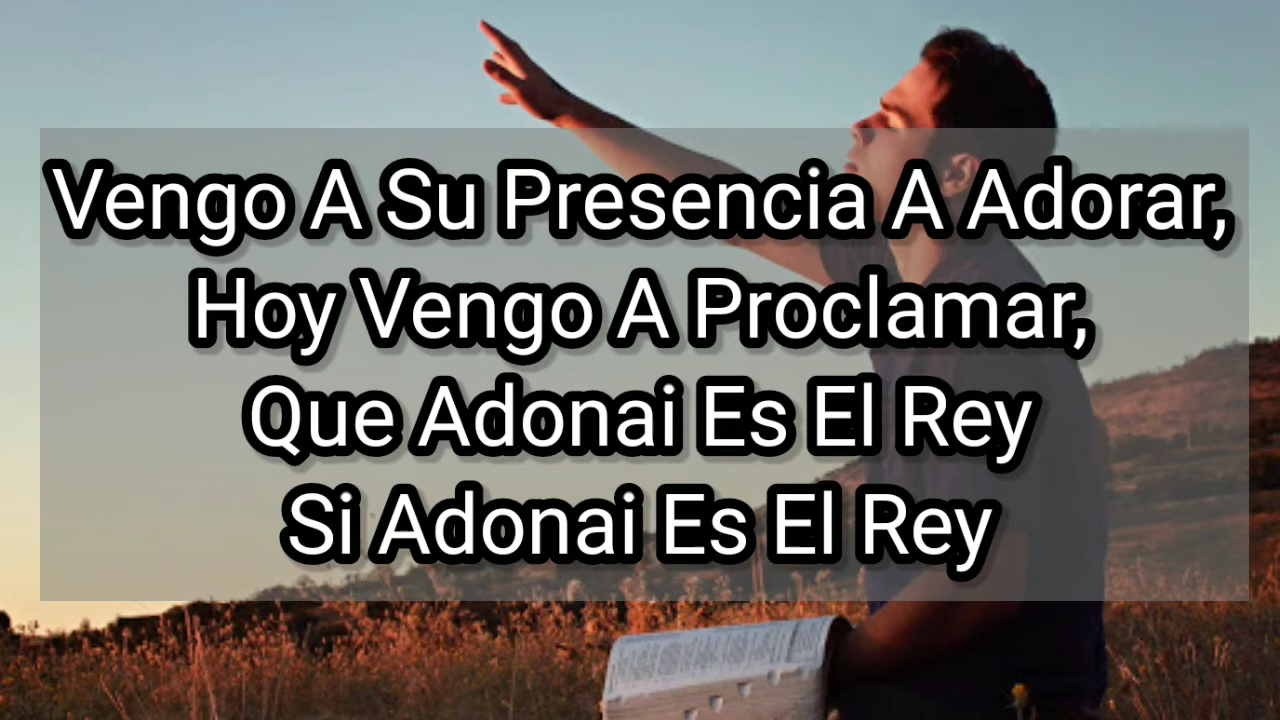 Vengo A Su Presencia A Adorar,
Hoy Vengo A Proclamar,
Que Adonai Es El Rey
Si Adonai Es El Rey